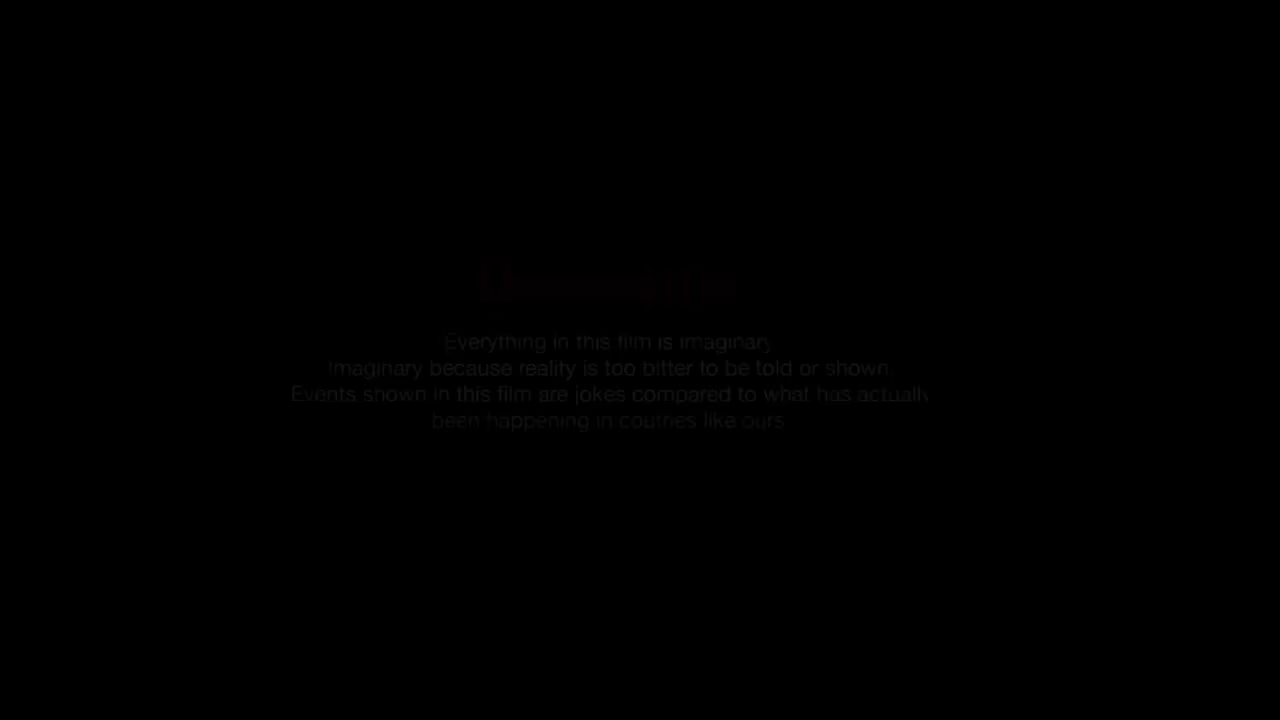 Everything in this film is imaginary
Imaginary because reality is too bitter to be told or shown.
Events shown in this film are jokes compared to what has actually
been happening in coutries like ours